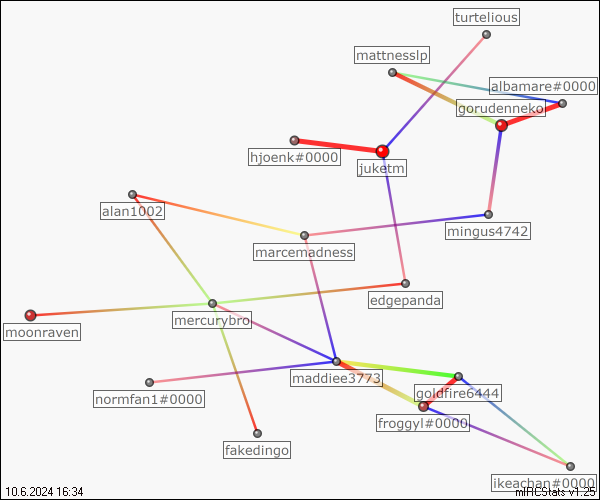 turtelious
mattnesslp
albamare#0000
gorudenneko
hjoenk#0000
juketm
alan1002
mingus4742
marcemadness
edgepanda
mercurybro
moonraven
maddiee3773
goldfire6444
normfan1#0000
froggyl#0000
fakedingo
ikeachan#0000
10.6.2024 16:34
mIRCStats v1.25